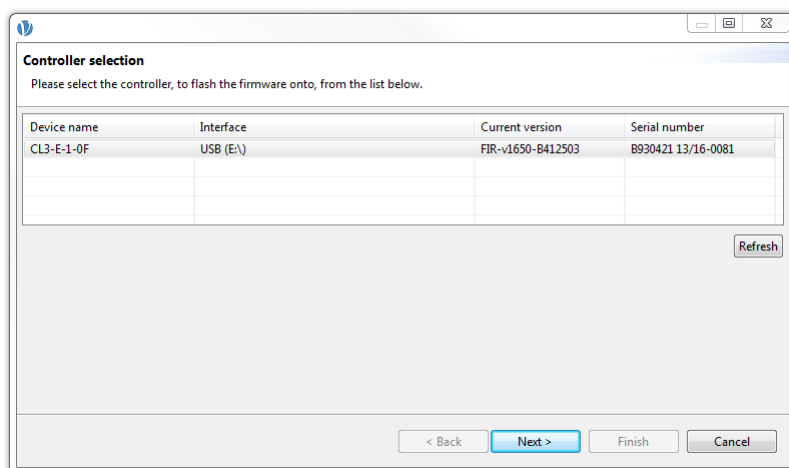 Controller selection
Please select the controller, to flash the firmware onto, from the list below.
Device name Interface Current version Serial number
CL3-E-1-0F USB (E:\) FIR-v1650-B412503 B930421 13/16-0081
Refresh
< Back Next > Finish Cancel